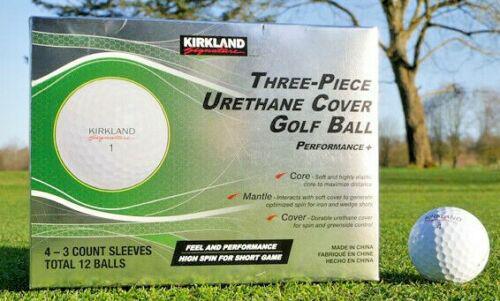 KIRKLAND
Signature
THREE-PIECE
URETHANE COVER
GOLF BALL
PERFORMANCE +
KIRKLAND
Signature
1
Core - Soft and highly elastic
core to maximize distance
Mantle - Interacts with soft cover to generate
optimized spin for iron and wedge shots
Cover - Durable urethane cover
for spin and greenside control
4 – 3 COUNT SLEEVES
TOTAL 12 BALLS
FEEL AND PERFORMANCE
HIGH SPIN FOR SHORT GAME
MADE IN CHINA
FABRIQUÉ EN CHINE
HECHO EN CHINA
KIRKLAND